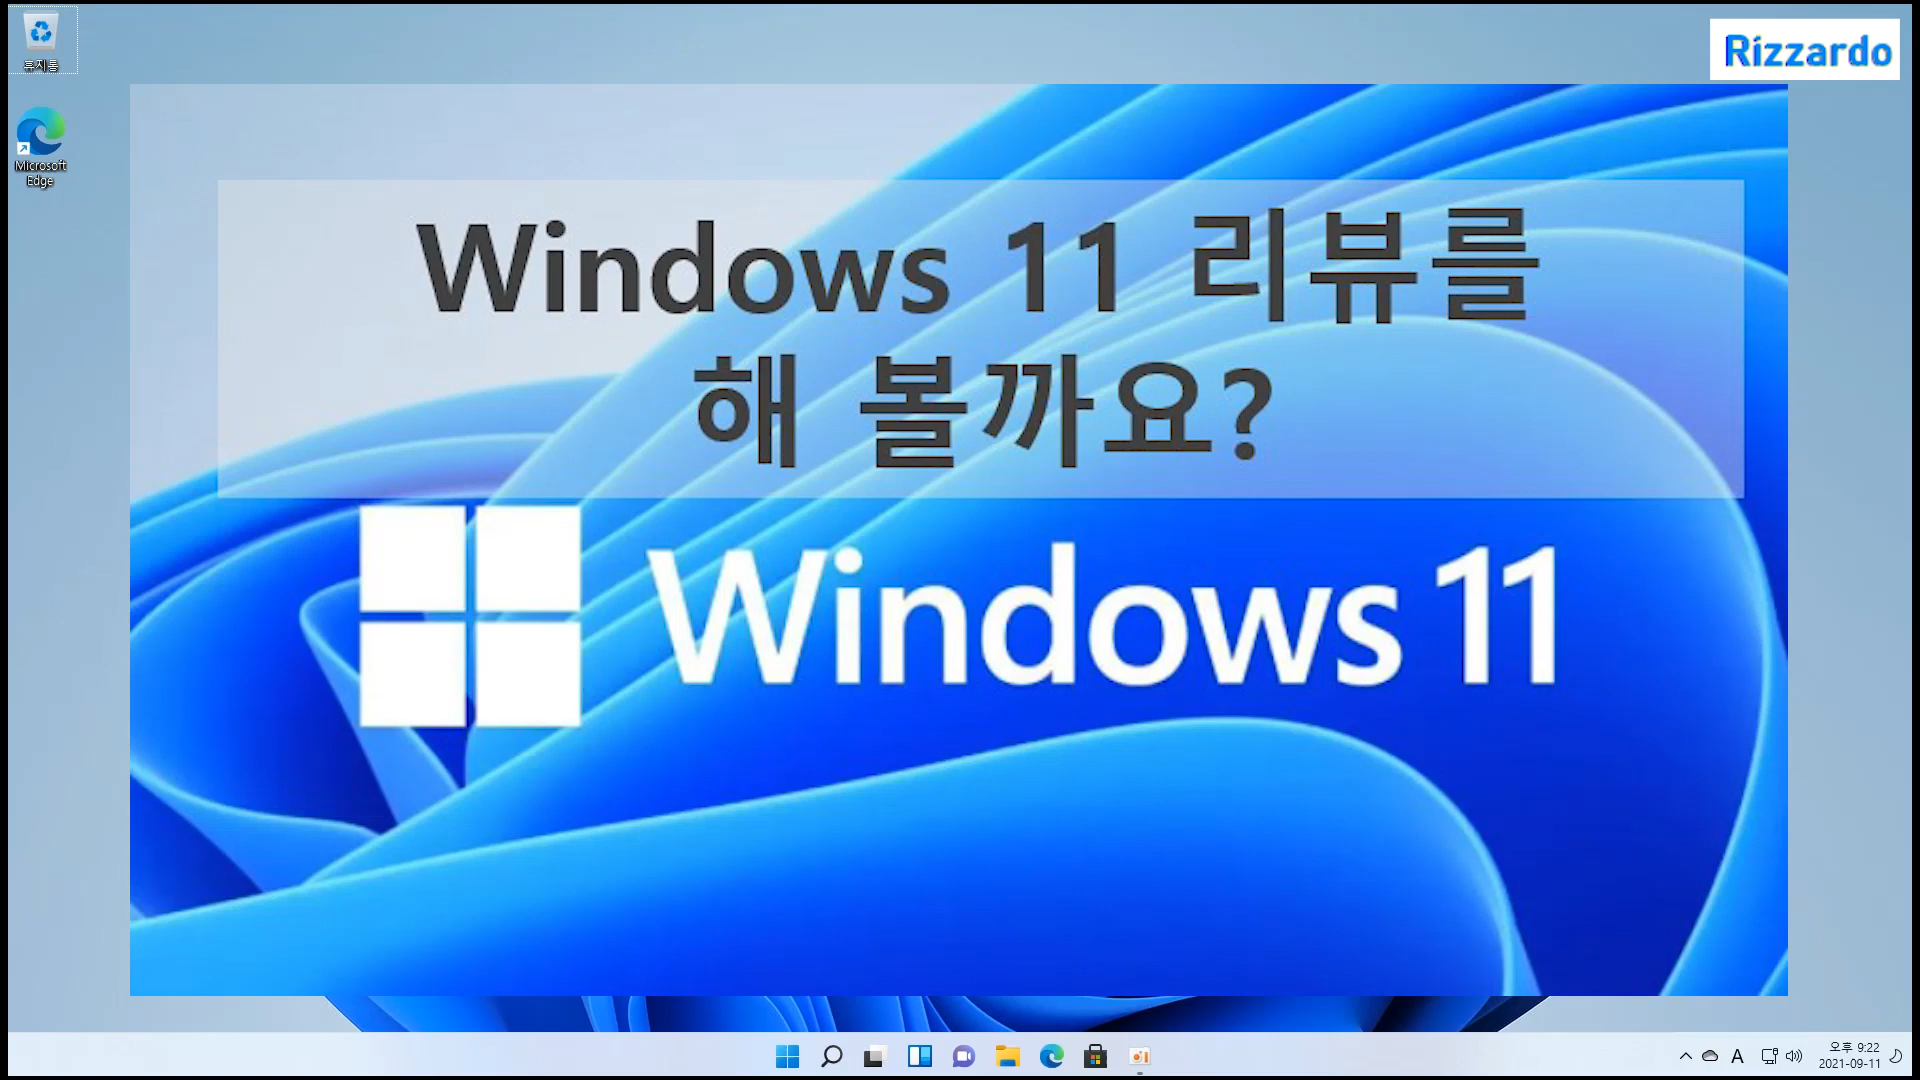 휴지통
Rizzardo
Microsoft
Edge
Windows 11 리뷰를
해 볼까요?
Windows 11
A
오후 9:22
2021-09-11